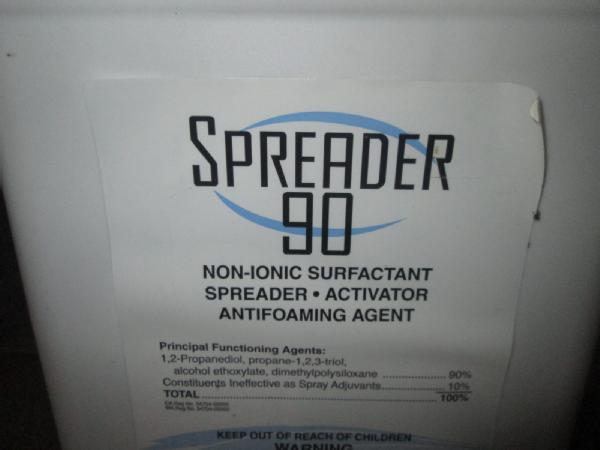 SPREADER
90
NON-IONIC SURFACTANT
SPREADER • ACTIVATOR
ANTIFOAMING AGENT
Principal Functioning Agents:
1,2-Propanediol, propane-1,2,3-triol,
alcohol ethoxylate, dimethylpolysiloxane .................... 90%
Constituents Ineffective as Spray Adjuvants................ 10%
TOTAL ........................................................ 100%
KEEP OUT OF REACH OF CHILDREN
WARNING